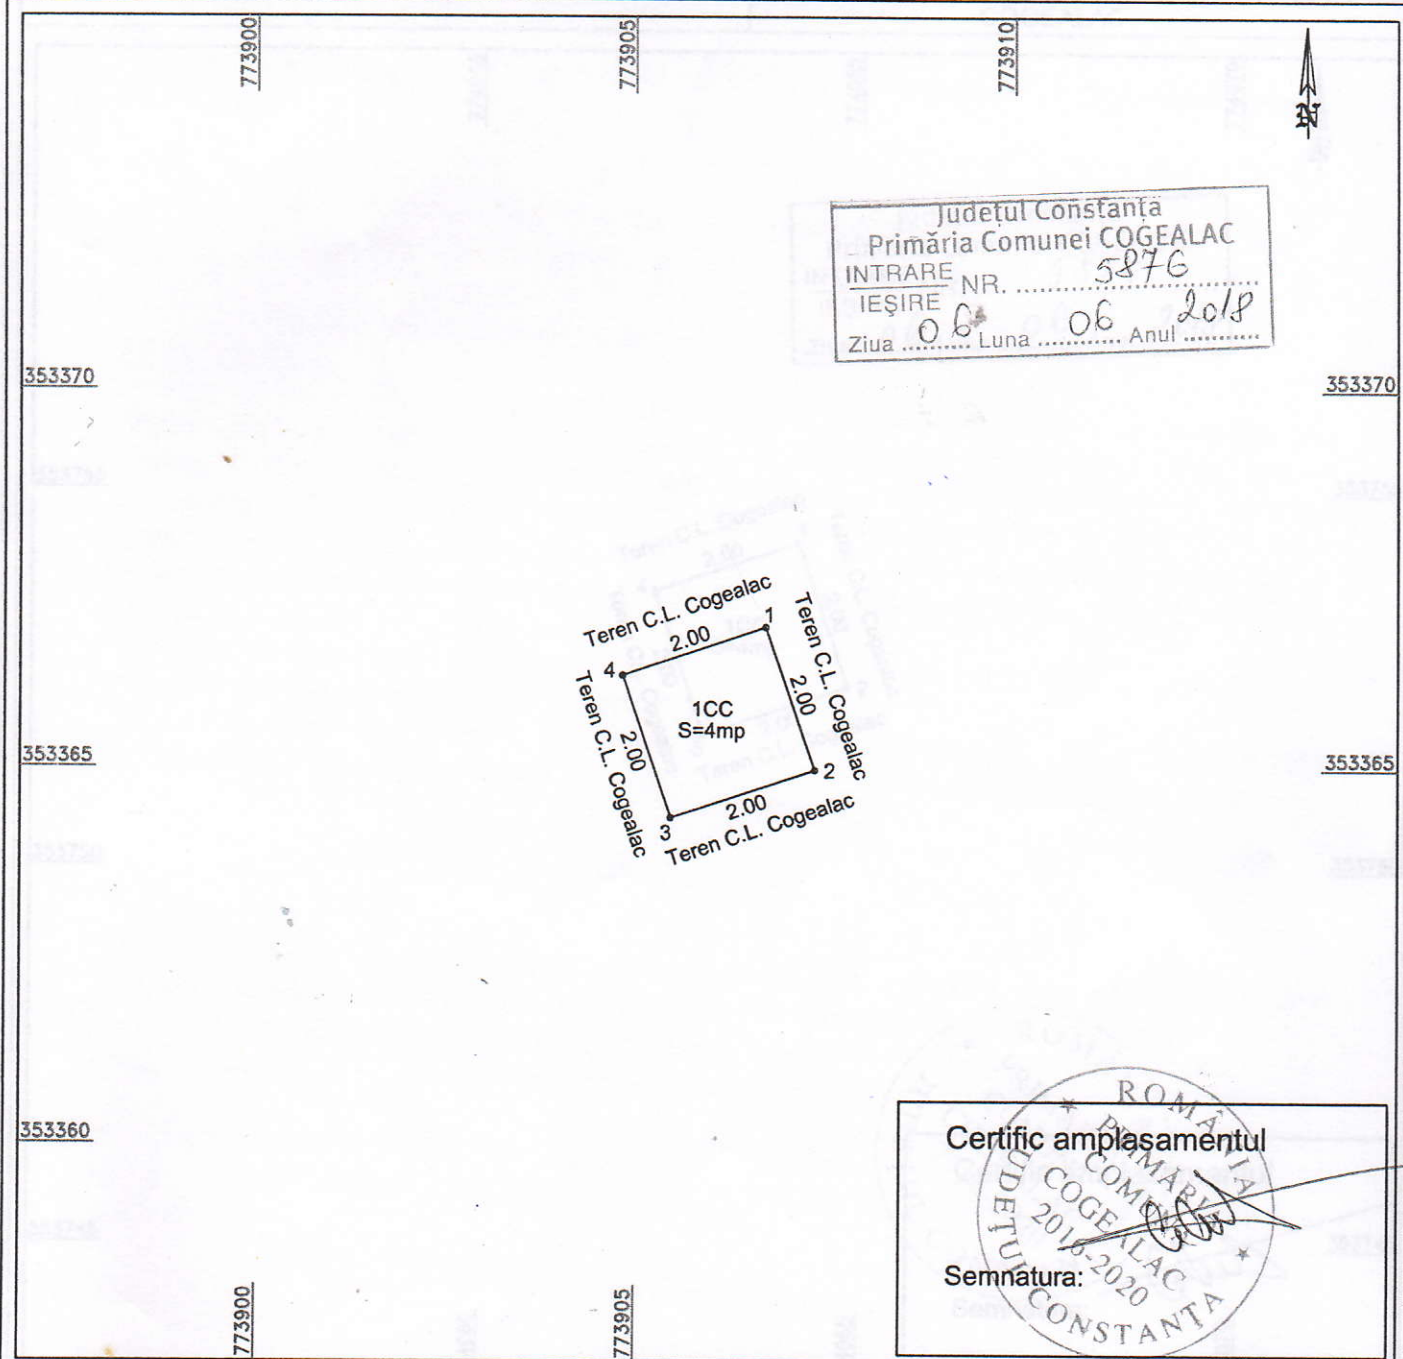 773900
773905
773910
N
Județul Constanța
Primăria Comunei COGEALAC
INTRARE
IEȘIRE
NR. 5876
Ziua 06 Luna 06 Anul 2018
353370
353370
Teren C.L. Cogealac
2.00
1
4
Teren C.L. Cogealac
2.00
1CC
S=4mp
Teren C.L. Cogealac
2.00
2
3
2.00
Teren C.L. Cogealac
353365
353365
353360
Certific amplasamentul
Semnatura:
ROMÂNIA
PRIMĂRIA
COMUNEI
COGEALAC
2016-2020
JUDEȚUL CONSTANȚA
773900
773905